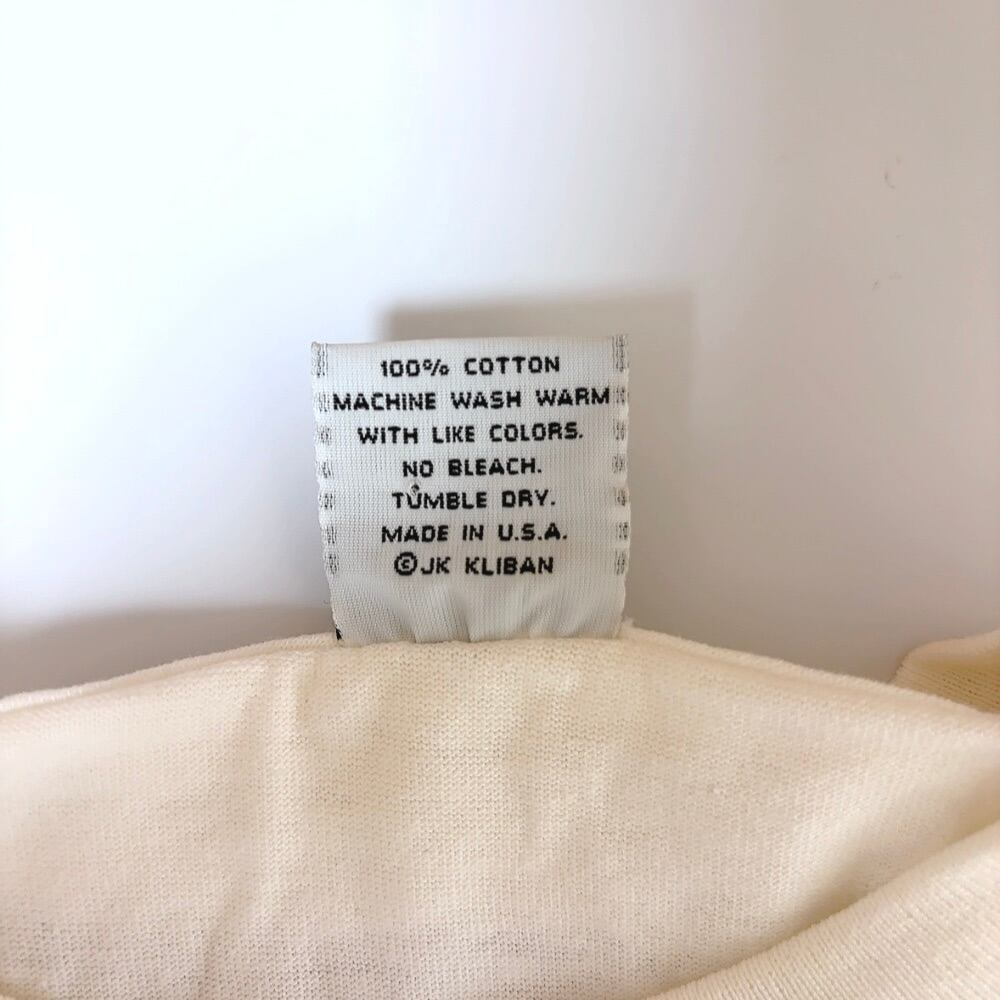 100% COTTON
MACHINE WASH WARM
WITH LIKE COLORS.
NO BLEACH.
TUMBLE DRY.
MADE IN U.S.A.
©JK KLIBAN